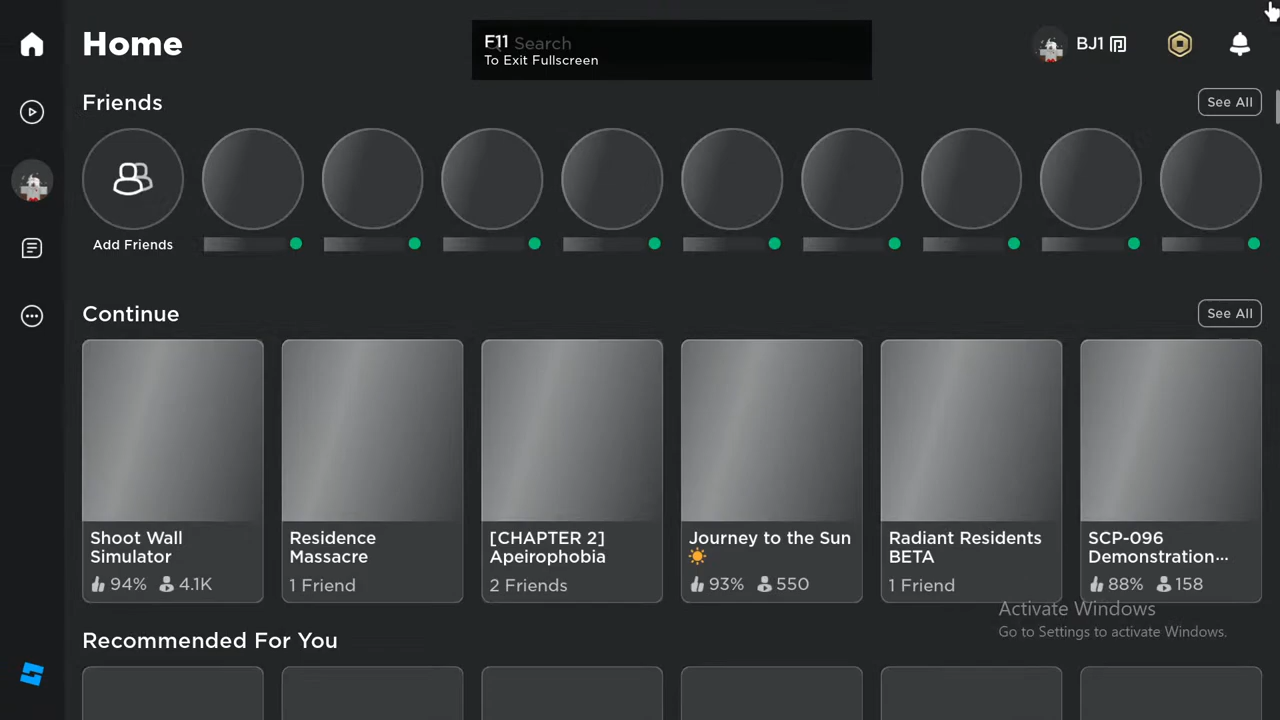 Home
F11 Search
To Exit Fullscreen
BJ1
Friends
See All
Add Friends
Continue
See All
Shoot Wall
Simulator
94% 4.1K
Residence
Massacre
1 Friend
[CHAPTER 2]
Apeirophobia
2 Friends
Journey to the Sun
☀️
93% 550
Radiant Residents
BETA
1 Friend
SCP-096
Demonstration...
88% 158
Activate Windows
Go to Settings to activate Windows.
Recommended For You